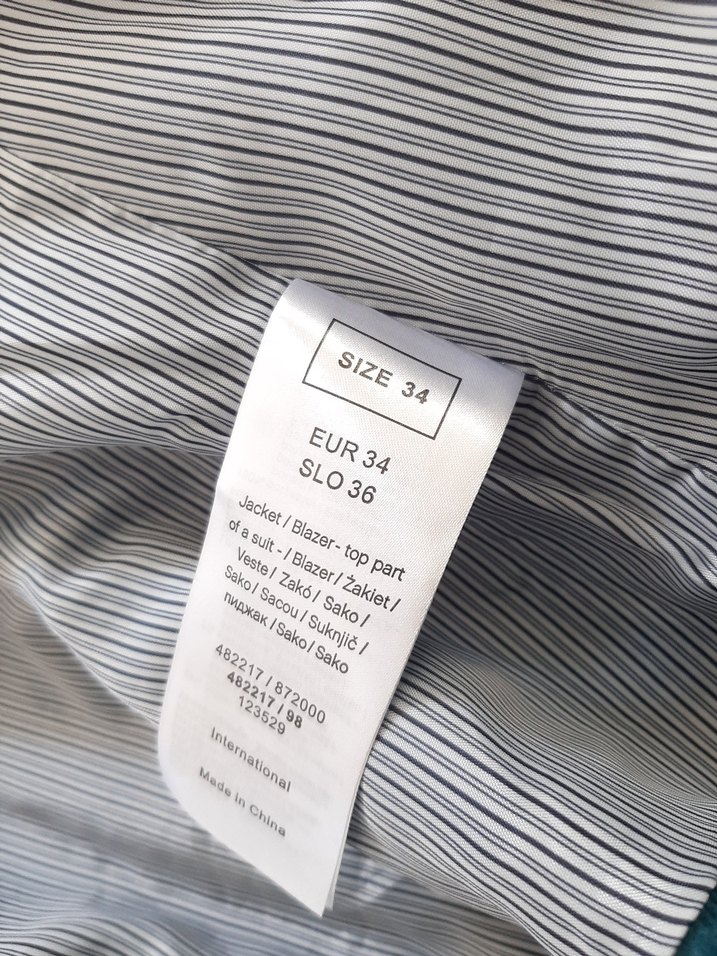 SIZE 34
EUR 34
SLO 36
Jacket / Blazer - top part
of a suit - / Blazer / Żakiet /
Veste / Zakó / Sako /
Sako / Sacou / Suknjič /
пиджак / Sako / Sako
482217 / 872000
482217 / 98
123529
International
Made in China